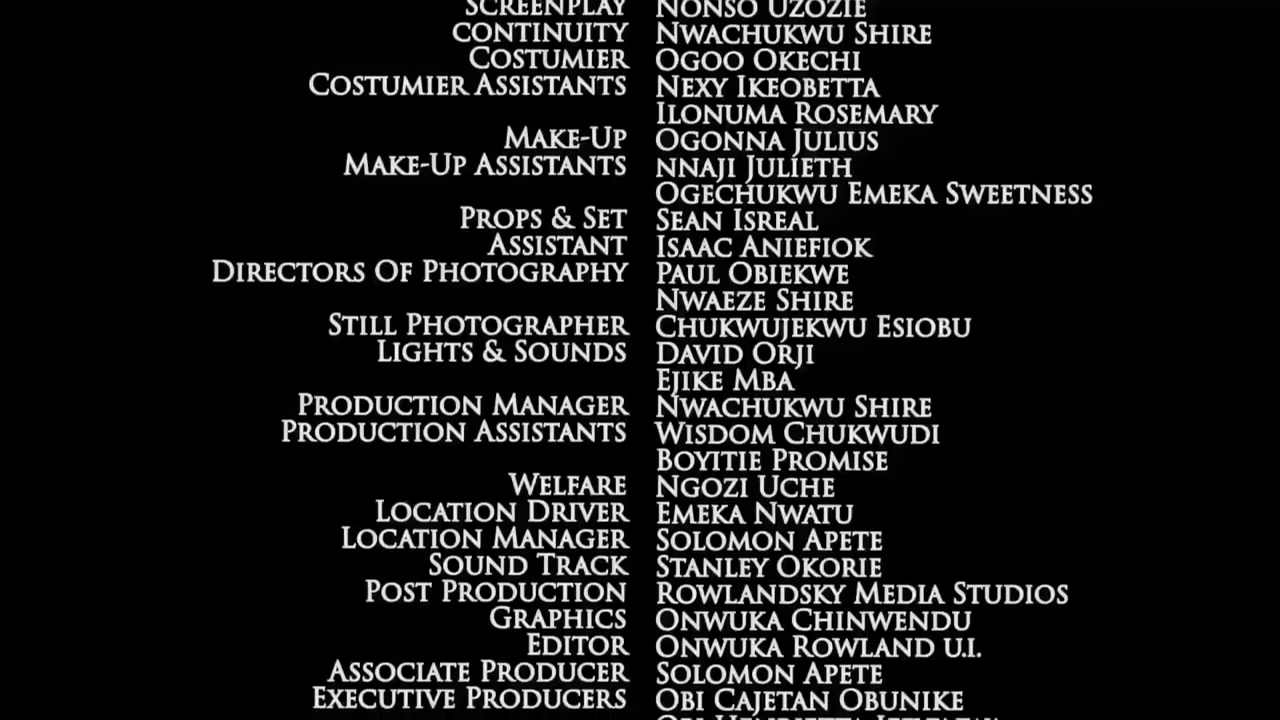 SCREENPLAY NONSO UZOZIE
CONTINUITY NWACHUKWU SHIRE
COSTUMIER OGOO OKECHI
COSTUMIER ASSISTANTS NEXY IKEOBETTA
ILONUMA ROSEMARY
MAKE-UP OGONNA JULIUS
MAKE-UP ASSISTANTS NNAJI JULIETH
OGECHUKWU EMEKA SWEETNESS
PROPS & SET SEAN ISREAL
ASSISTANT ISAAC ANIEFIOK
DIRECTORS OF PHOTOGRAPHY PAUL OBIEKWE
NWAEZE SHIRE
STILL PHOTOGRAPHER CHUKWUJEKWU ESIOBU
LIGHTS & SOUNDS DAVID ORJI
EJIKE MBA
PRODUCTION MANAGER NWACHUKWU SHIRE
PRODUCTION ASSISTANTS WISDOM CHUKWUDI
BOYITIE PROMISE
WELFARE NGOZI UCHE
LOCATION DRIVER EMEKA NWATU
LOCATION MANAGER SOLOMON APETE
SOUND TRACK STANLEY OKORIE
POST PRODUCTION ROWLANDSKY MEDIA STUDIOS
GRAPHICS ONWUKA CHINWENDU
EDITOR ONWUKA ROWLAND U.I.
ASSOCIATE PRODUCER SOLOMON APETE
EXECUTIVE PRODUCERS OBI CAJETAN OBUNIKE
OBI HENRIETTA